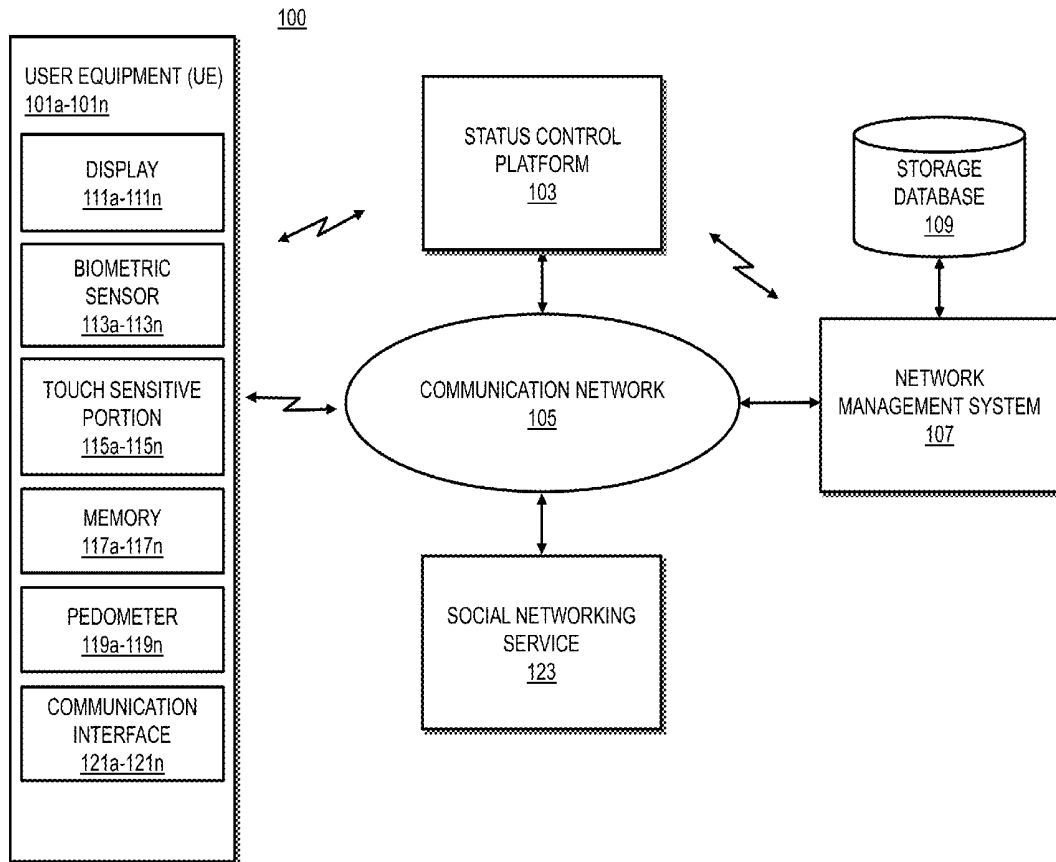 100
USER EQUIPMENT (UE)
101a-101n
DISPLAY
111a-111n
BIOMETRIC
SENSOR
113a-113n
TOUCH SENSITIVE
PORTION
115a-115n
MEMORY
117a-117n
PEDOMETER
119a-119n
COMMUNICATION
INTERFACE
121a-121n
STATUS CONTROL
PLATFORM
103
COMMUNICATION NETWORK
105
SOCIAL NETWORKING
SERVICE
123
STORAGE
DATABASE
109
NETWORK
MANAGEMENT SYSTEM
107